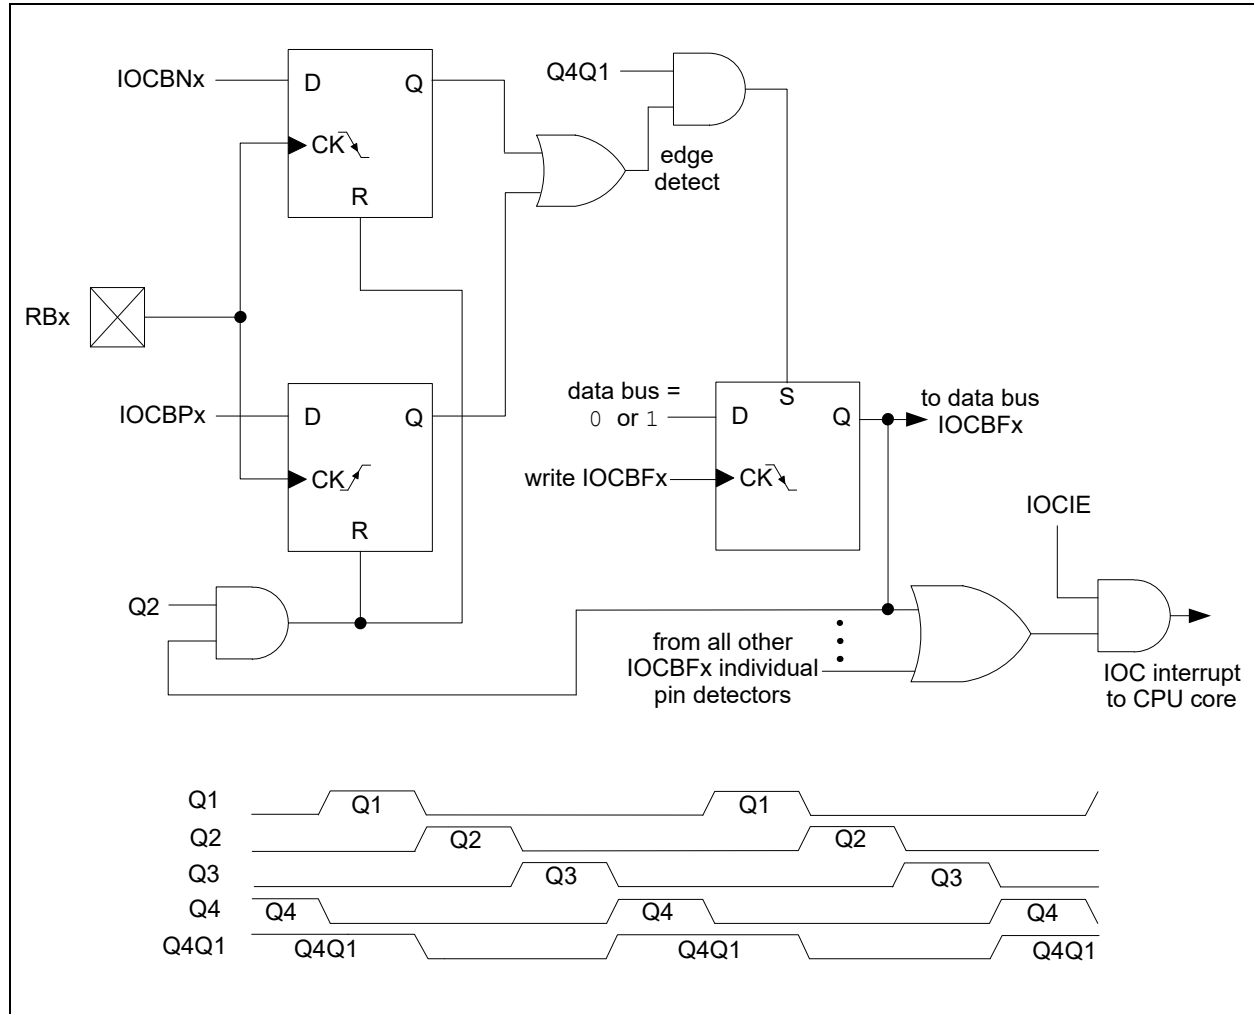 IOCBNx
D
Q
CK
R
Q4Q1
edge
detect
RBx
IOCBPx
D
Q
CK
R
data bus =
0 or 1
S
D
Q
to data bus
IOCBFx
write IOCBFx
CK
IOCIE
Q2
from all other
IOCBFx individual
pin detectors
IOC interrupt
to CPU core
Q1
Q1
Q1
Q2
Q2
Q2
Q3
Q3
Q3
Q4
Q4
Q4
Q4
Q4Q1
Q4Q1
Q4Q1
Q4Q1